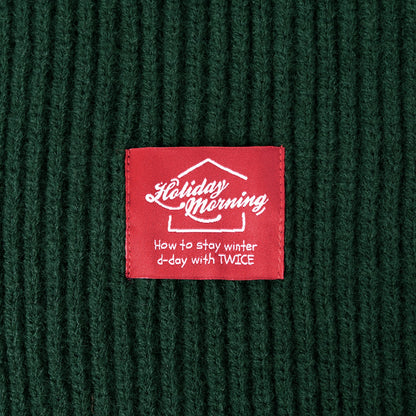 Holiday
Morning
How to stay winter
d-day with TWICE